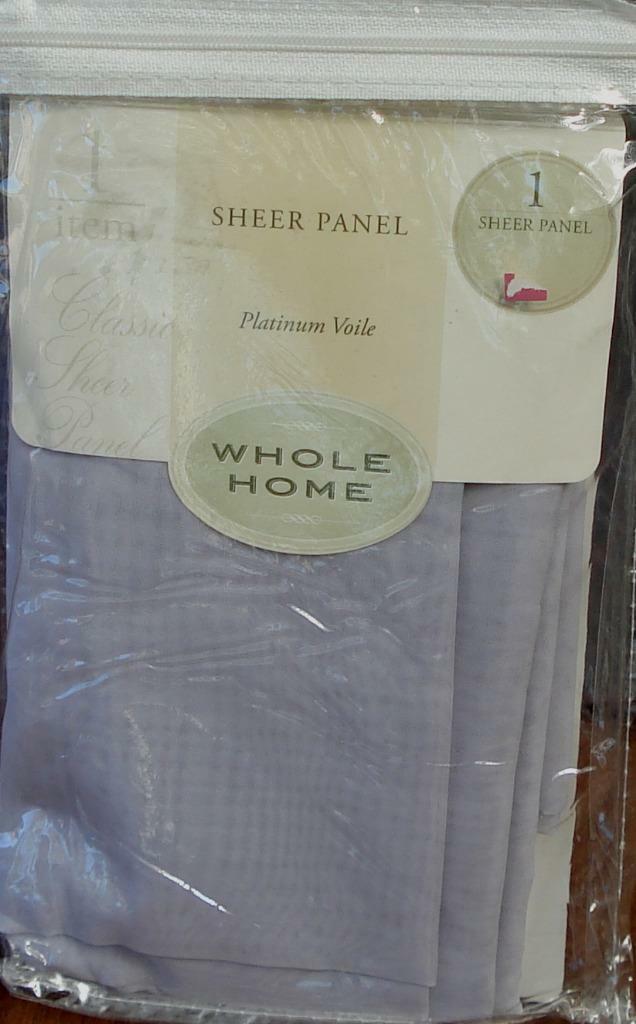 1
item
SHEER PANEL
1
SHEER PANEL
Platinum Voile
Classic
Sheer
Panel
WHOLE
HOME